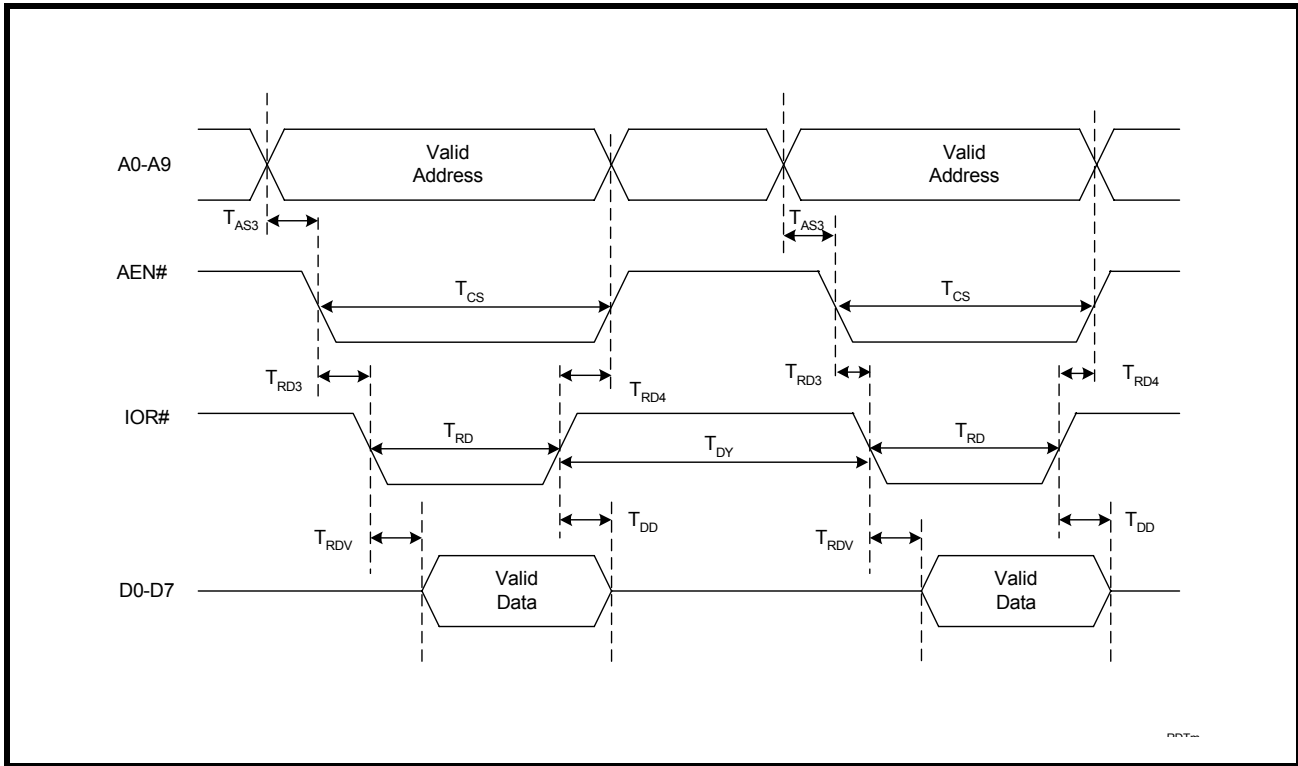 A0-A9
Valid
Address
Valid
Address
TAS3
TAS3
AEN#
TCS
TCS
TRD3
TRD4
TRD3
TRD4
IOR#
TRD
TDY
TRD
TRDV
TDD
TRDV
TDD
D0-D7
Valid
Data
Valid
Data